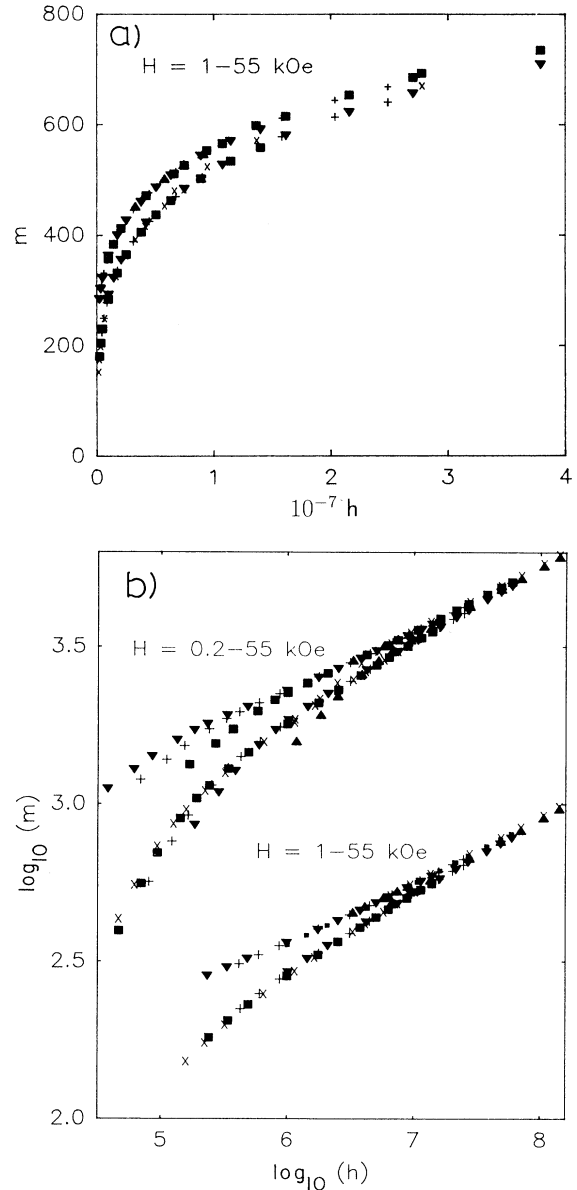 a)
H = 1–55 kOe
800
600
400
200
0
m
0 1 2 3 4
10⁻⁷ h
b)
H = 0.2–55 kOe
3.5
3.0
2.5
2.0
log₁₀ (m)
H = 1–55 kOe
5 6 7 8
log₁₀ (h)